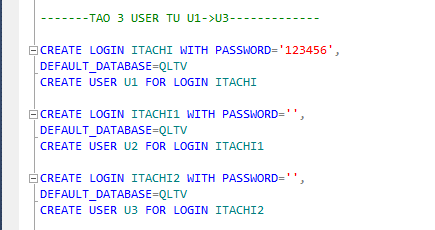 -------TAO 3 USER TU U1->U3-------------
CREATE LOGIN ITACHI WITH PASSWORD='123456',
DEFAULT_DATABASE=QLTV
CREATE USER U1 FOR LOGIN ITACHI
CREATE LOGIN ITACHI1 WITH PASSWORD='',
DEFAULT_DATABASE=QLTV
CREATE USER U2 FOR LOGIN ITACHI1
CREATE LOGIN ITACHI2 WITH PASSWORD='',
DEFAULT_DATABASE=QLTV
CREATE USER U3 FOR LOGIN ITACHI2